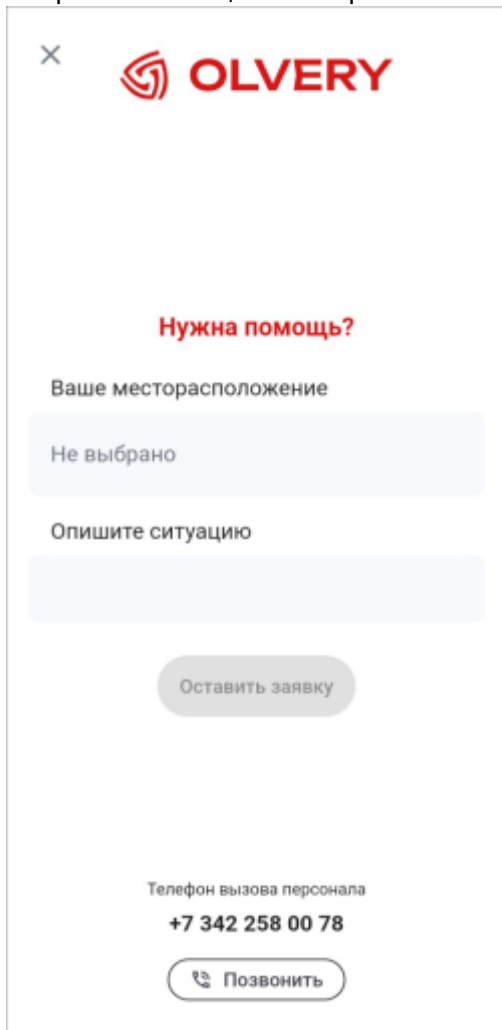 OLVERY
Нужна помощь?
Ваше месторасположение
Не выбрано
Опишите ситуацию
Оставить заявку
Телефон вызова персонала
+7 342 258 00 78
Позвонить